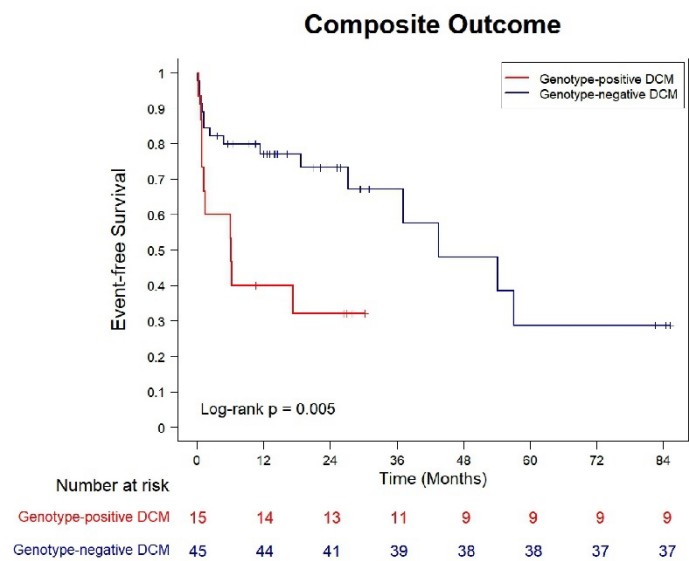 Composite Outcome
Genotype-positive DCM
Genotype-negative DCM
Event-free Survival
1
0.9
0.8
0.7
0.6
0.5
0.4
0.3
0.2
0.1
0
Log-rank p = 0.005
0 12 24 36 48 60 72 84
Time (Months)
Number at risk
Genotype-positive DCM 15 14 13 11 9 9 9 9
Genotype-negative DCM 45 44 41 39 38 38 37 37